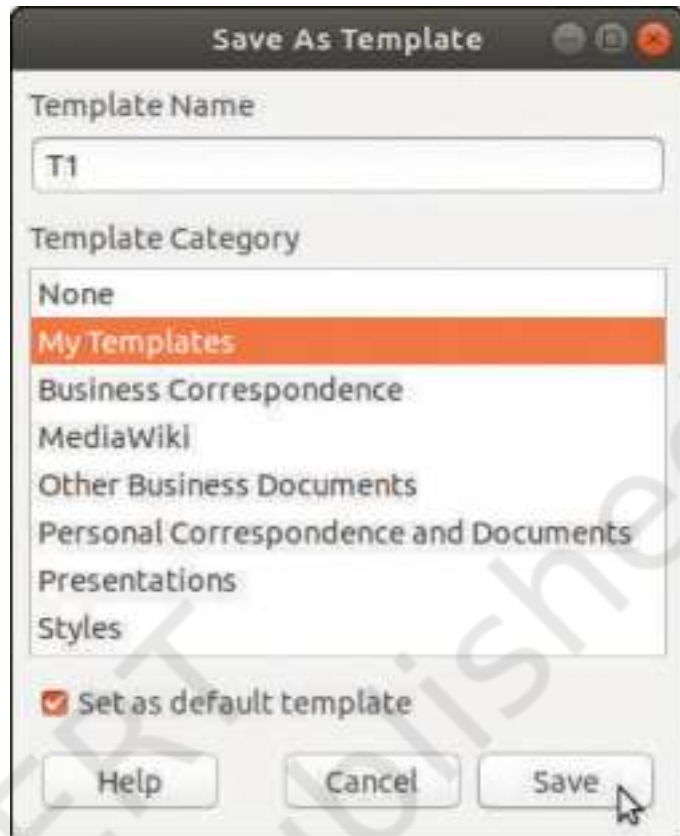 Save As Template
Template Name
T1
Template Category
None
My Templates
Business Correspondence
MediaWiki
Other Business Documents
Personal Correspondence and Documents
Presentations
Styles
Set as default template
Help Cancel Save